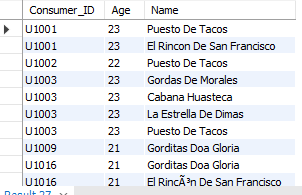 Consumer_ID Age Name
U1001 23 Puesto De Tacos
U1001 23 El Rincon De San Francisco
U1002 22 Puesto De Tacos
U1003 23 Gordas De Morales
U1003 23 Cabana Huasteca
U1003 23 La Estrella De Dimas
U1003 23 Puesto De Tacos
U1009 21 Gorditas Doa Gloria
U1016 21 Gorditas Doa Gloria
U1016 21 El RincÃ³n De San Francisco